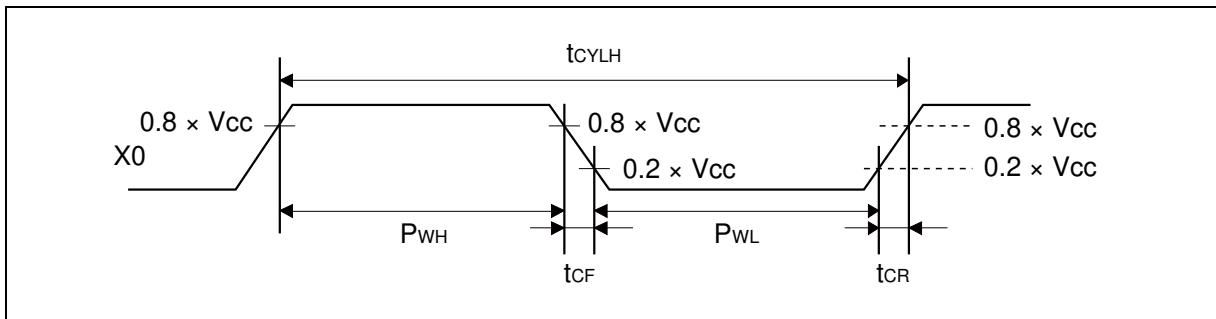 tCYLH
0.8 × Vcc
0.8 × Vcc
0.8 × Vcc
X0
0.2 × Vcc
0.2 × Vcc
PWH
PWL
tCF
tCR